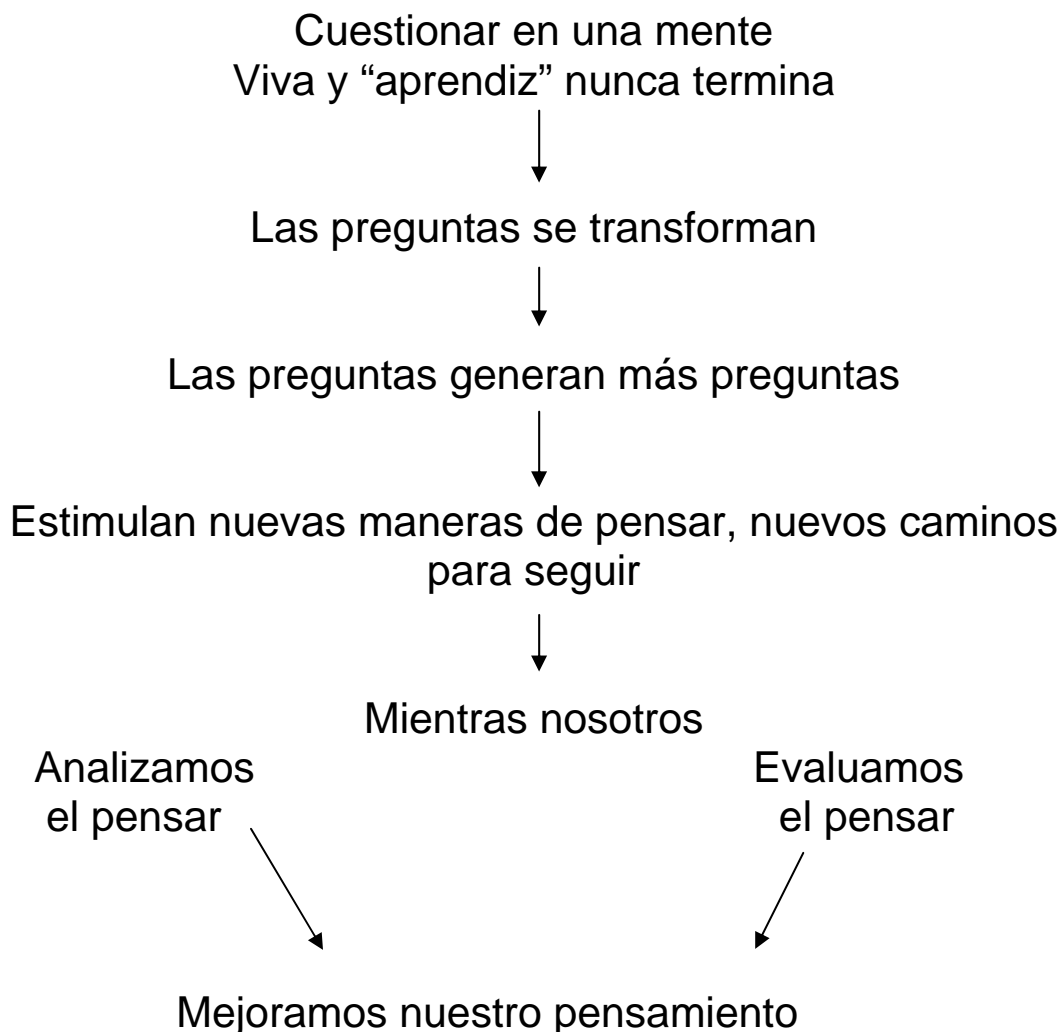 Cuestionar en una mente
Viva y “aprendiz” nunca termina
Las preguntas se transforman
Las preguntas generan más preguntas
Estimulan nuevas maneras de pensar, nuevos caminos
para seguir
Mientras nosotros
Analizamos
el pensar
Evaluamos
el pensar
Mejoramos nuestro pensamiento